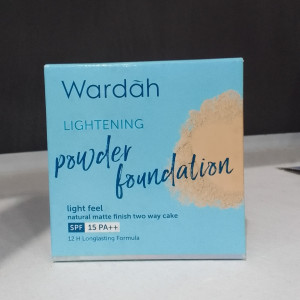 Wardah
LIGHTENING
powder
foundation
light feel
natural matte finish two way cake
SPF 15 PA++
12 H Longlasting Formula